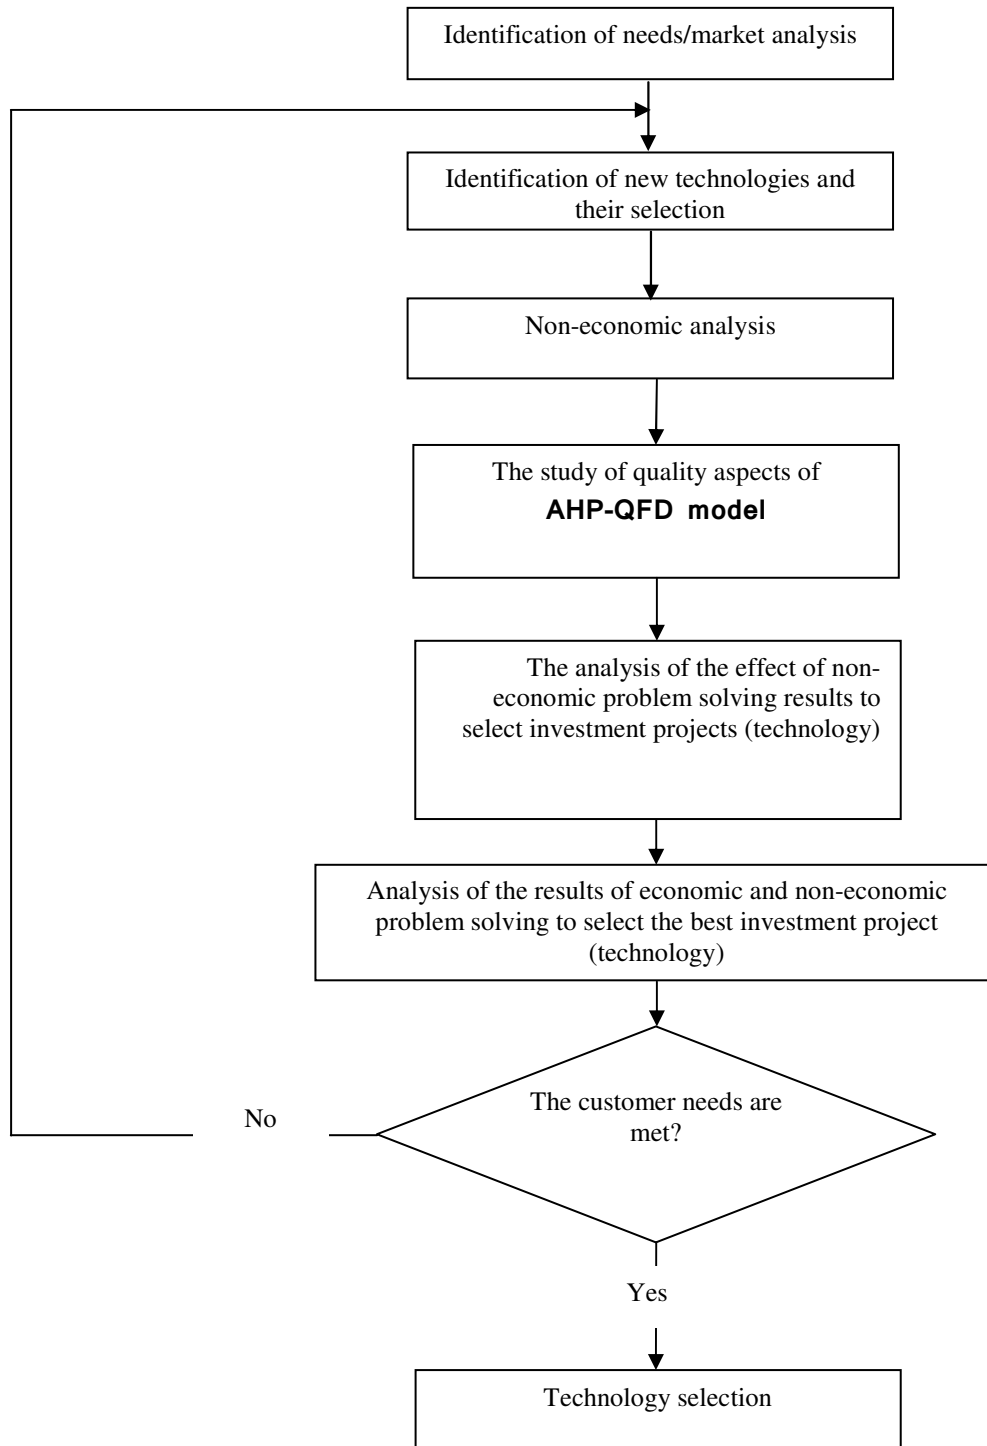 Identification of needs/market analysis
Identification of new technologies and
their selection
Non-economic analysis
The study of quality aspects of
AHP-QFD model
The analysis of the effect of non-
economic problem solving results to
select investment projects (technology)
Analysis of the results of economic and non-economic
problem solving to select the best investment project
(technology)
The customer needs are
met?
No
Yes
Technology selection